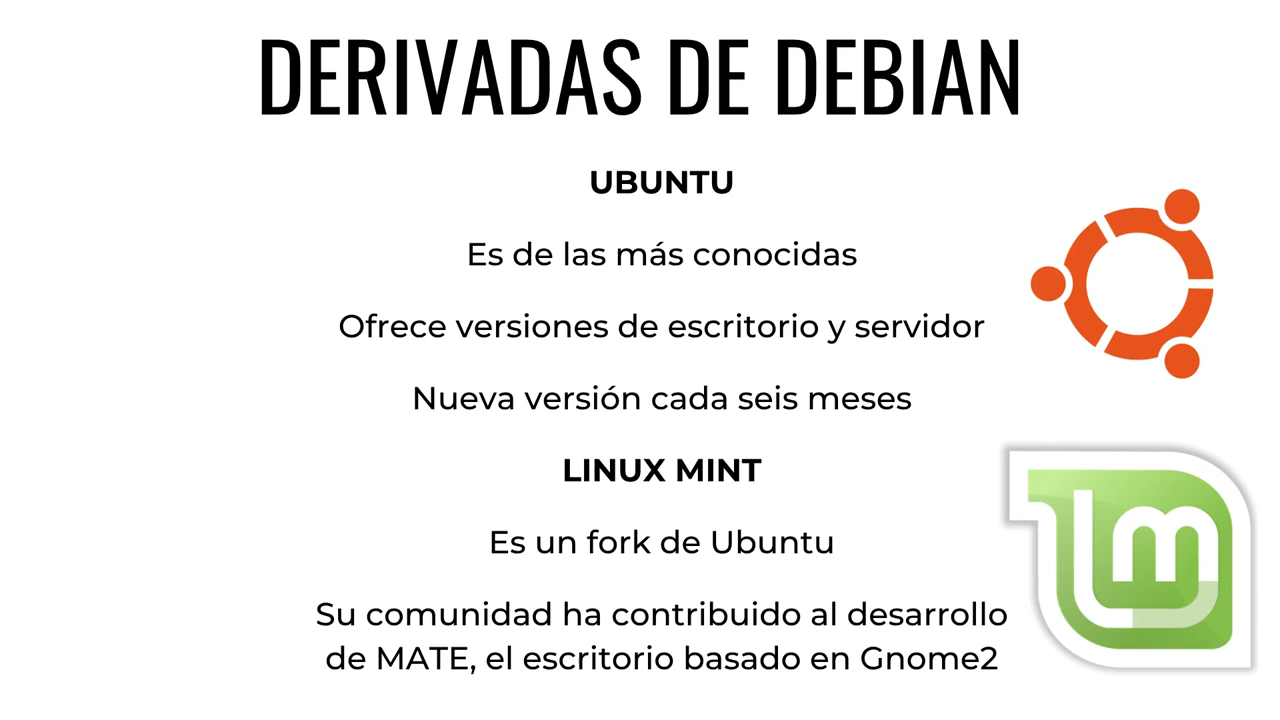 DERIVADAS DE DEBIAN
UBUNTU
Es de las más conocidas
Ofrece versiones de escritorio y servidor
Nueva versión cada seis meses
LINUX MINT
Es un fork de Ubuntu
Su comunidad ha contribuido al desarrollo
de MATE, el escritorio basado en Gnome2
lm